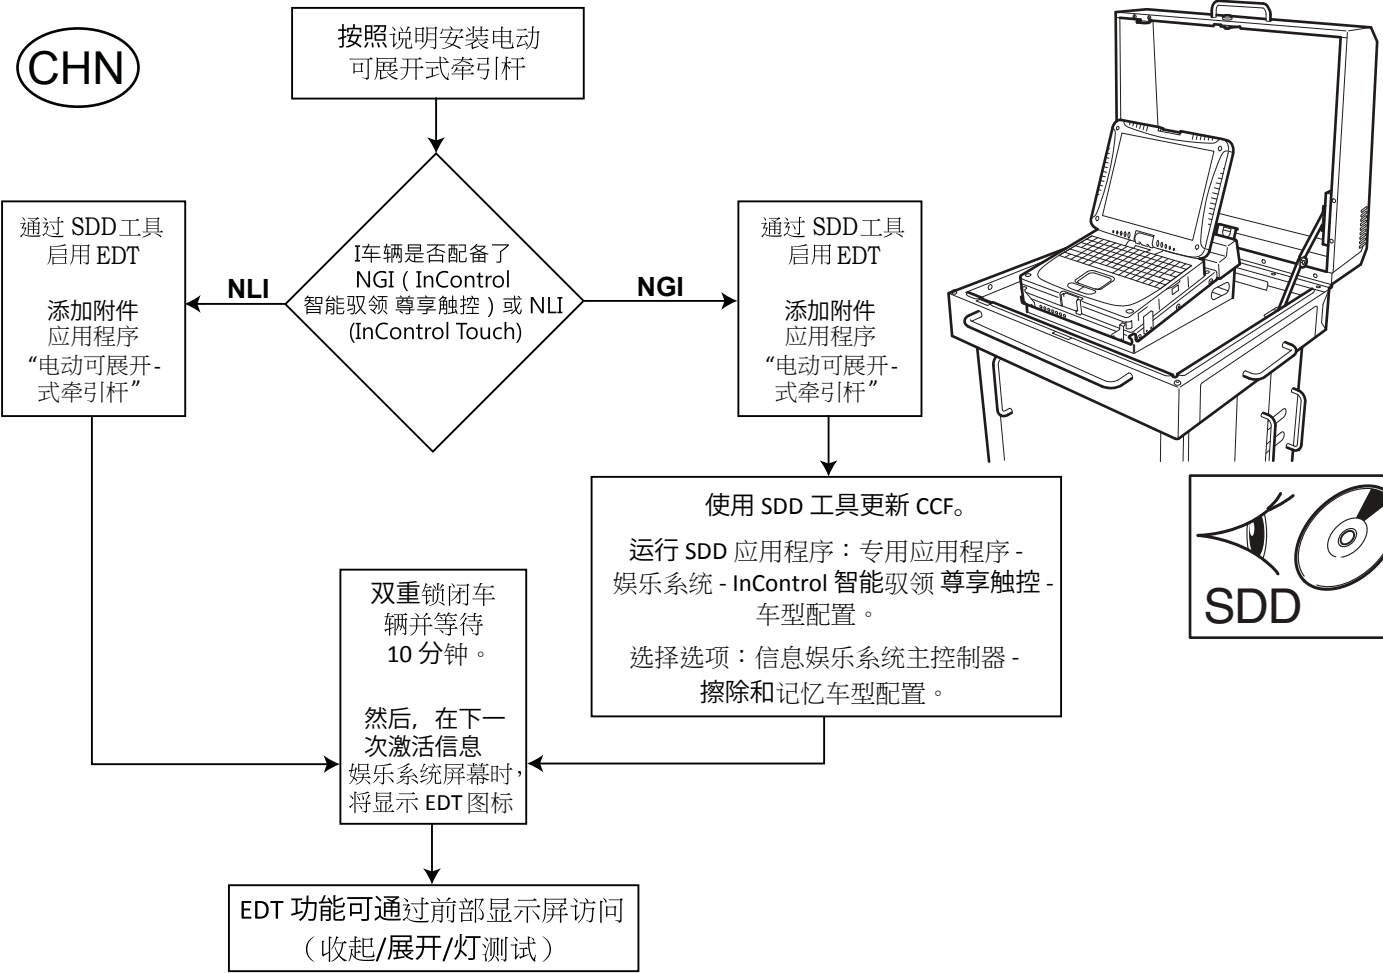 CHN
按照说明安装电动
可展开式牵引杆
I车辆是否配备了
NGI（InControl
智能驭领 尊享触控）或 NLI
(InControl Touch)
NLI
NGI
通过 SDD工具
启用 EDT
添加附件
应用程序
“电动可展开-
式牵引杆”
通过 SDD工具
启用 EDT
添加附件
应用程序
“电动可展开-
式牵引杆”
使用 SDD 工具更新 CCF。
运行 SDD 应用程序：专用应用程序 -
娱乐系统 - InControl 智能驭领 尊享触控 -
车型配置。
选择选项：信息娱乐系统主控制器 -
擦除和记忆车型配置。
SDD
双重锁闭车
辆并等待
10 分钟。
然后，在下一
次激活信息
娱乐系统屏幕时，
将显示 EDT 图标
EDT 功能可通过前部显示屏访问
（收起/展开/灯测试）